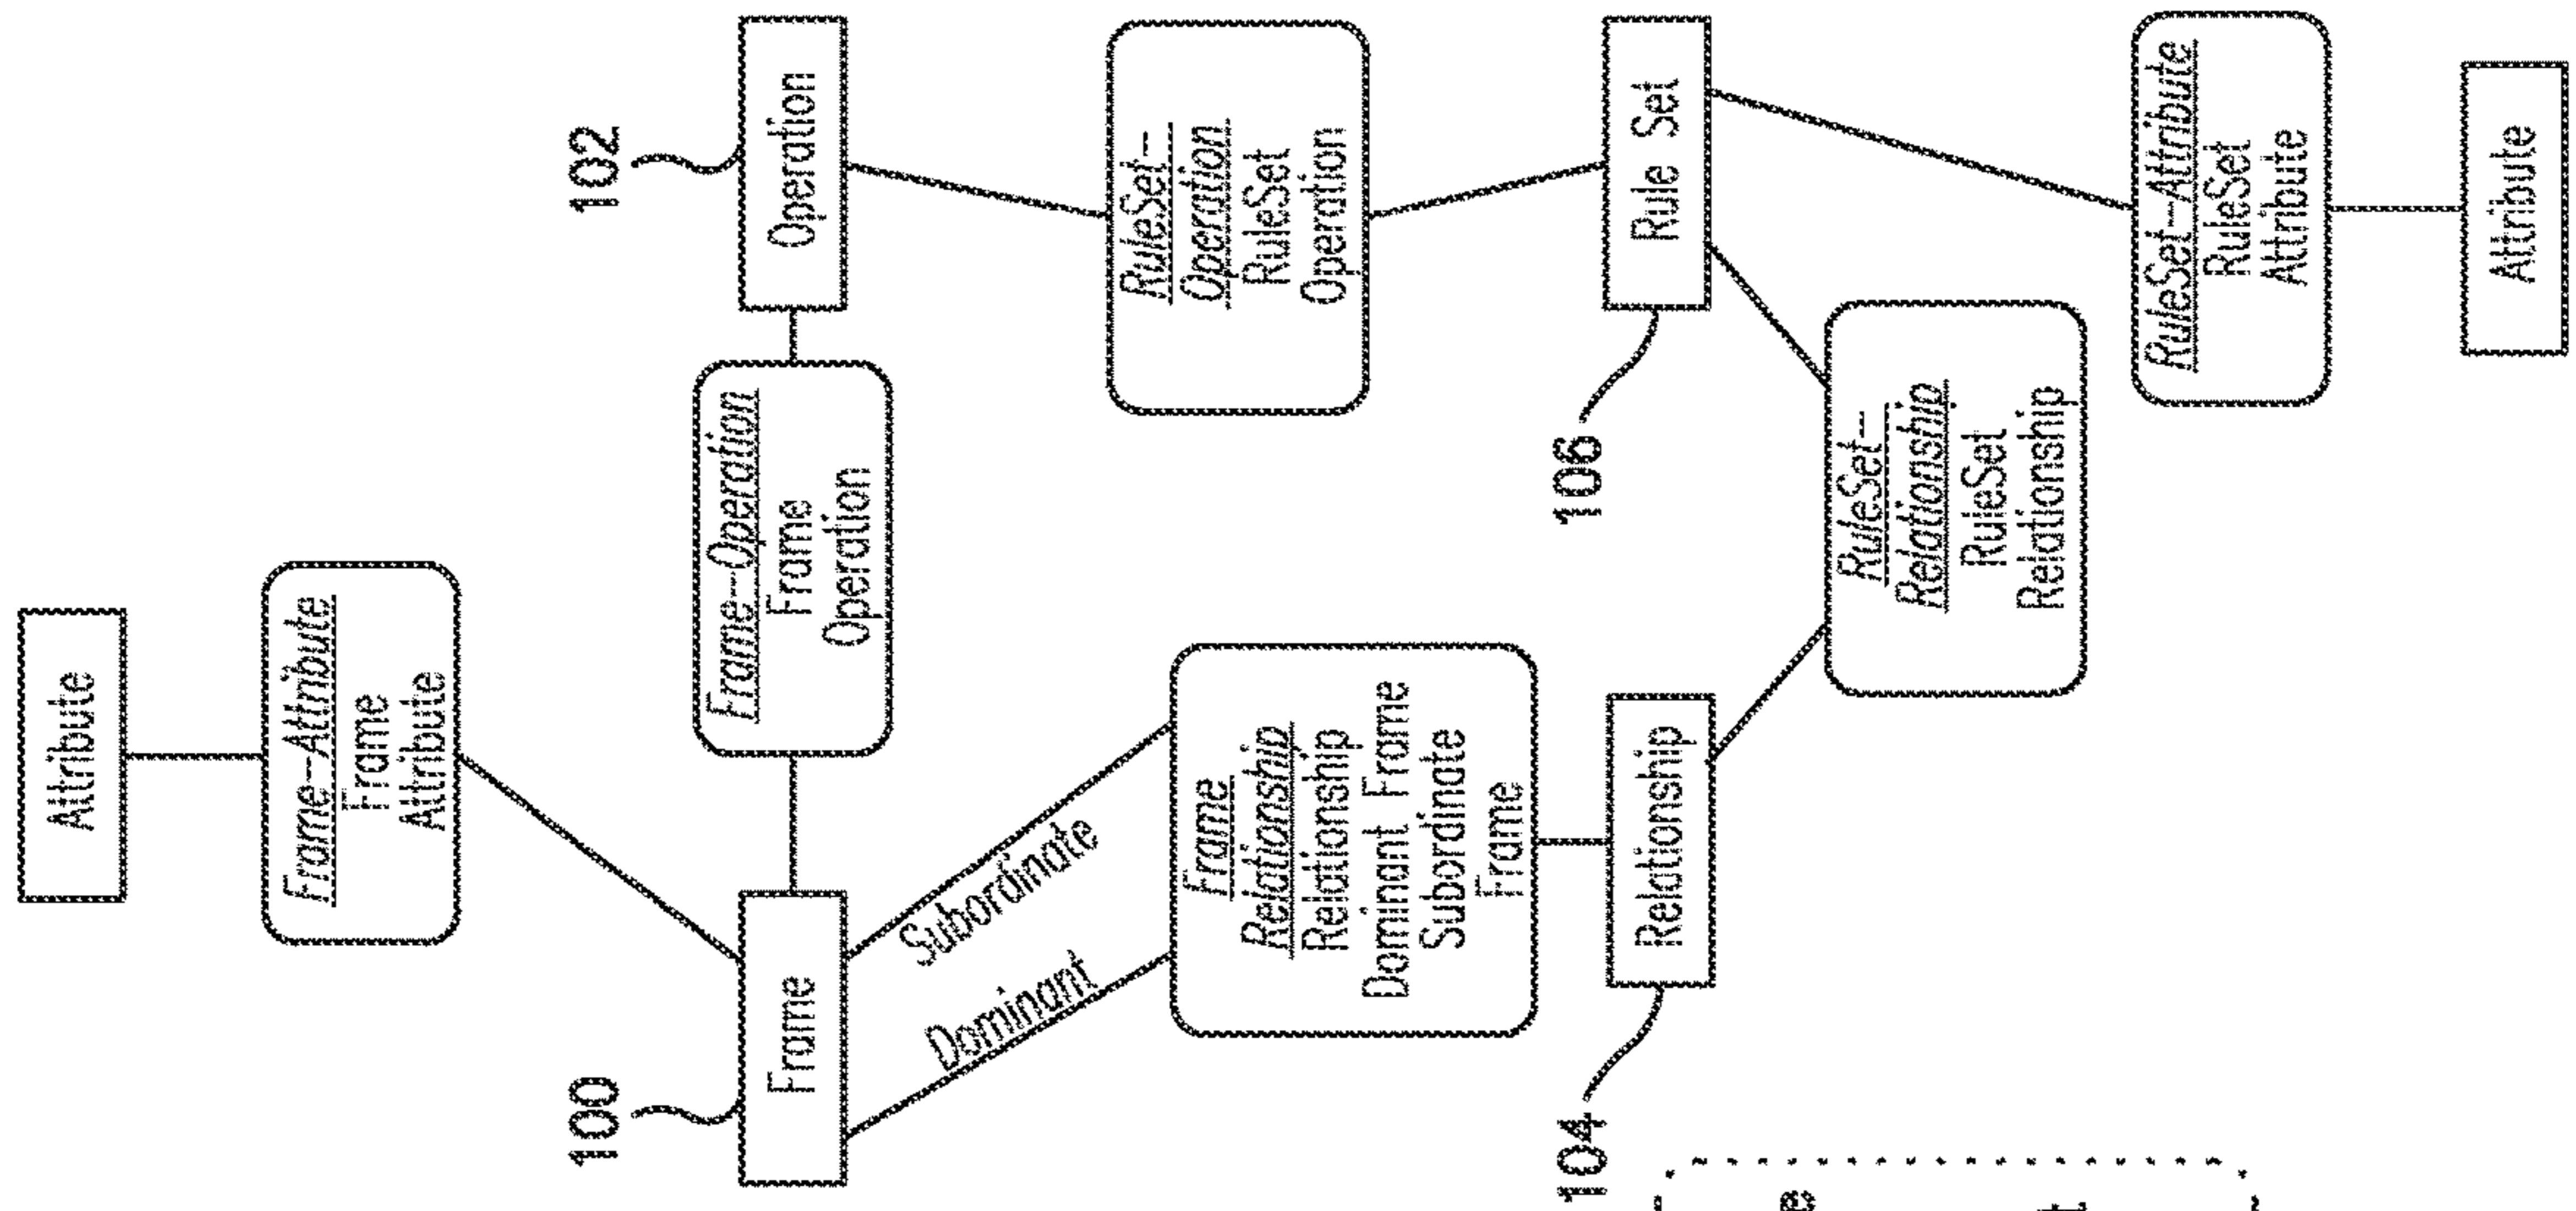 Attribute
Frame-Attribute
Frame
Attribute
102
Operation
Frame-Operation
Frame
Operation
100
Frame
Subordinate
Dominant
RuleSet-
Operation
RuleSet
Operation
Frame
Relationship
Relationship
Dominant Frame
Subordinate
Frame
106
Rule Set
104
Relationship
RuleSet-
Relationship
RuleSet
Relationship
RuleSet-Attribute
RuleSet
Attribute
Attribute